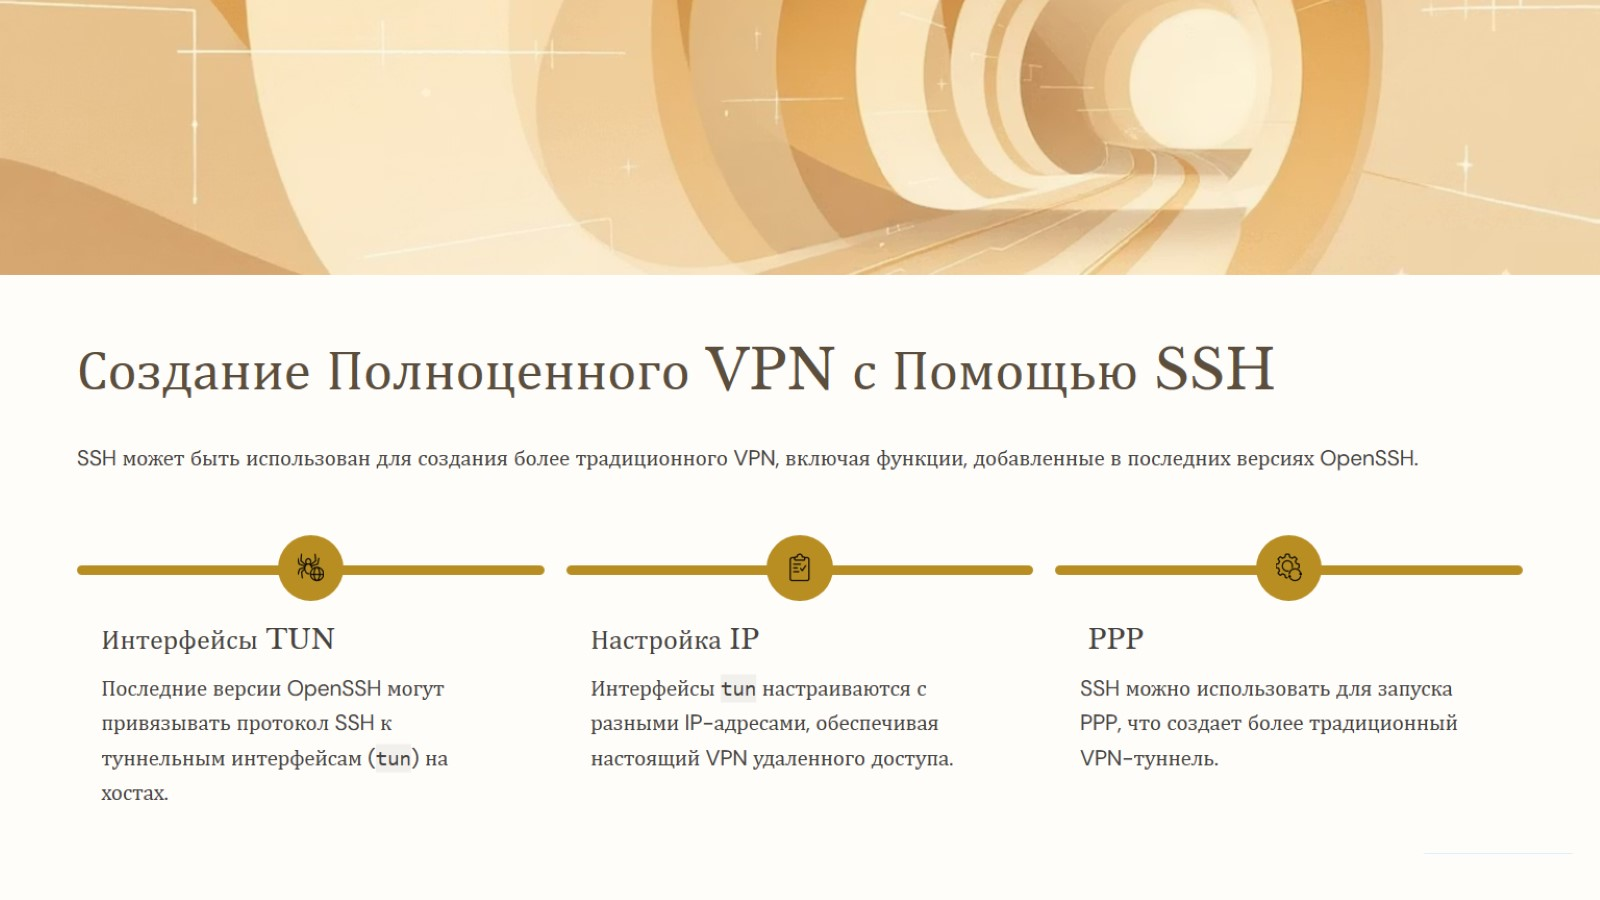 Создание Полноценного VPN с Помощью SSH
SSH может быть использован для создания более традиционного VPN, включая функции, добавленные в последних версиях OpenSSH.
Интерфейсы TUN
Последние версии OpenSSH могут
привязывать протокол SSH к
туннельным интерфейсам (tun) на
хостах.
Настройка IP
Интерфейсы tun настраиваются с
разными IP-адресами, обеспечивая
настоящий VPN удаленного доступа.
PPP
SSH можно использовать для запуска
PPP, что создает более традиционный
VPN-туннель.